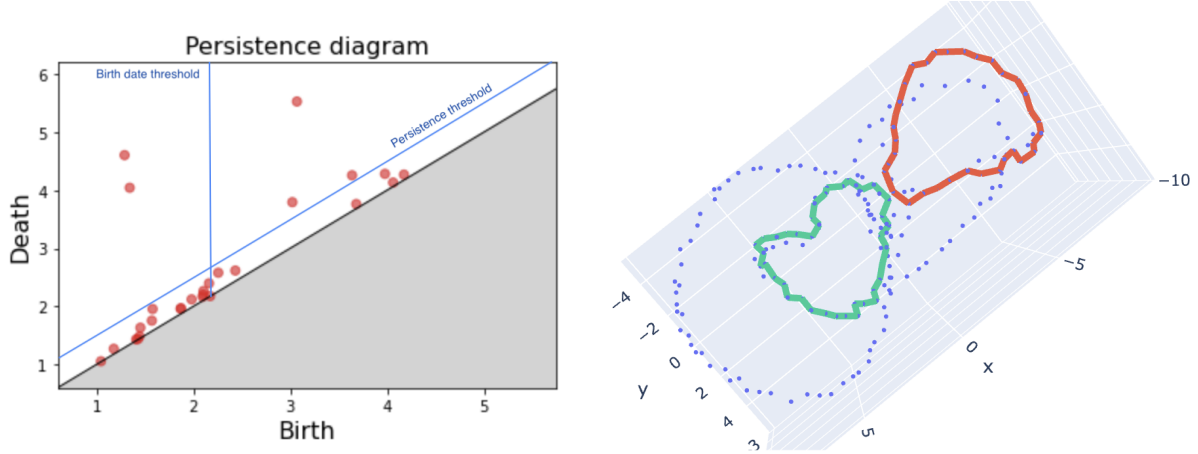 Persistence diagram
Birth date threshold
Persistence threshold
Death
6
5
4
3
2
1
1 2 3 4 5
Birth
−10
−5
0
5
x
−4
−2
0
2
4
3
y